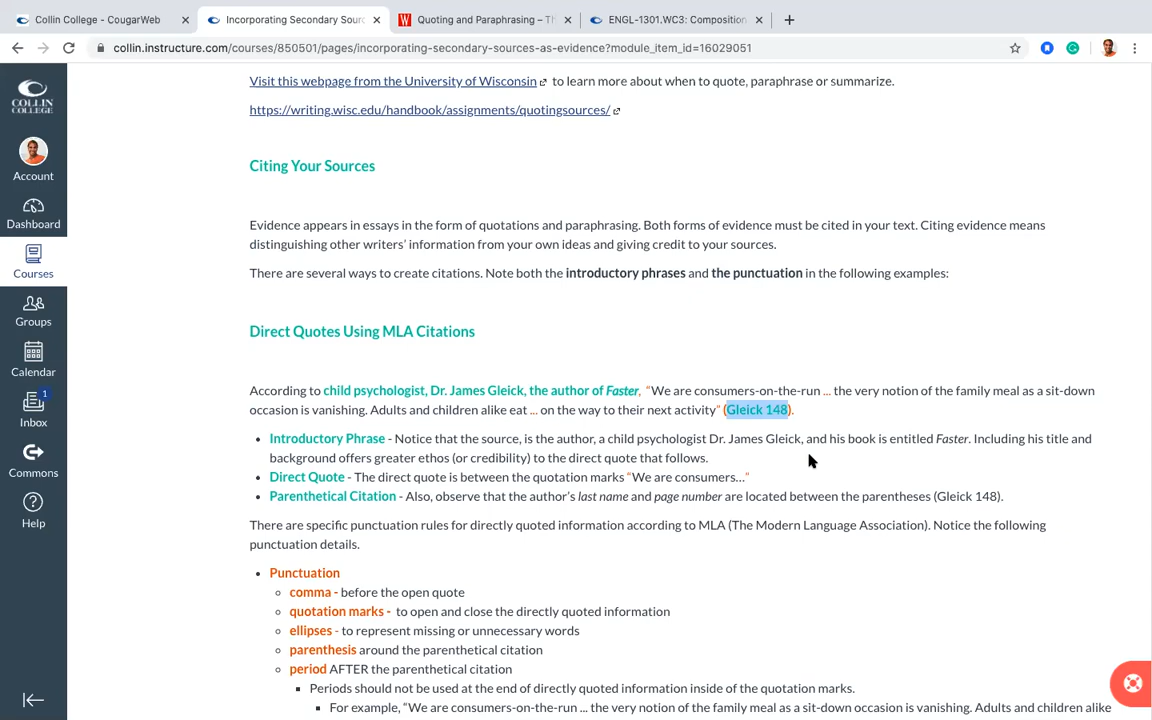 Collin College - CougarWeb
Incorporating Secondary Sourc
Quoting and Paraphrasing – Th
ENGL-1301.WC3: Composition
collin.instructure.com/courses/850501/pages/incorporating-secondary-sources-as-evidence?module_item_id=16029051
COLLIN
COLLEGE
Account
Dashboard
Courses
Groups
Calendar
1
Inbox
Commons
Help
Visit this webpage from the University of Wisconsin to learn more about when to quote, paraphrase or summarize.
https://writing.wisc.edu/handbook/assignments/quotingsources/
Citing Your Sources
Evidence appears in essays in the form of quotations and paraphrasing. Both forms of evidence must be cited in your text. Citing evidence means
distinguishing other writers' information from your own ideas and giving credit to your sources.
There are several ways to create citations. Note both the introductory phrases and the punctuation in the following examples:
Direct Quotes Using MLA Citations
According to child psychologist, Dr. James Gleick, the author of Faster, “We are consumers-on-the-run ... the very notion of the family meal as a sit-down
occasion is vanishing. Adults and children alike eat ... on the way to their next activity” (Gleick 148).
• Introductory Phrase - Notice that the source, is the author, a child psychologist Dr. James Gleick, and his book is entitled Faster. Including his title and
background offers greater ethos (or credibility) to the direct quote that follows.
• Direct Quote - The direct quote is between the quotation marks “We are consumers…”
• Parenthetical Citation - Also, observe that the author's last name and page number are located between the parentheses (Gleick 148).
There are specific punctuation rules for directly quoted information according to MLA (The Modern Language Association). Notice the following
punctuation details.
• Punctuation
◦ comma - before the open quote
◦ quotation marks - to open and close the directly quoted information
◦ ellipses - to represent missing or unnecessary words
◦ parenthesis around the parenthetical citation
◦ period AFTER the parenthetical citation
▪ Periods should not be used at the end of directly quoted information inside of the quotation marks.
▪ For example, “We are consumers-on-the-run ... the very notion of the family meal as a sit-down occasion is vanishing. Adults and children alike